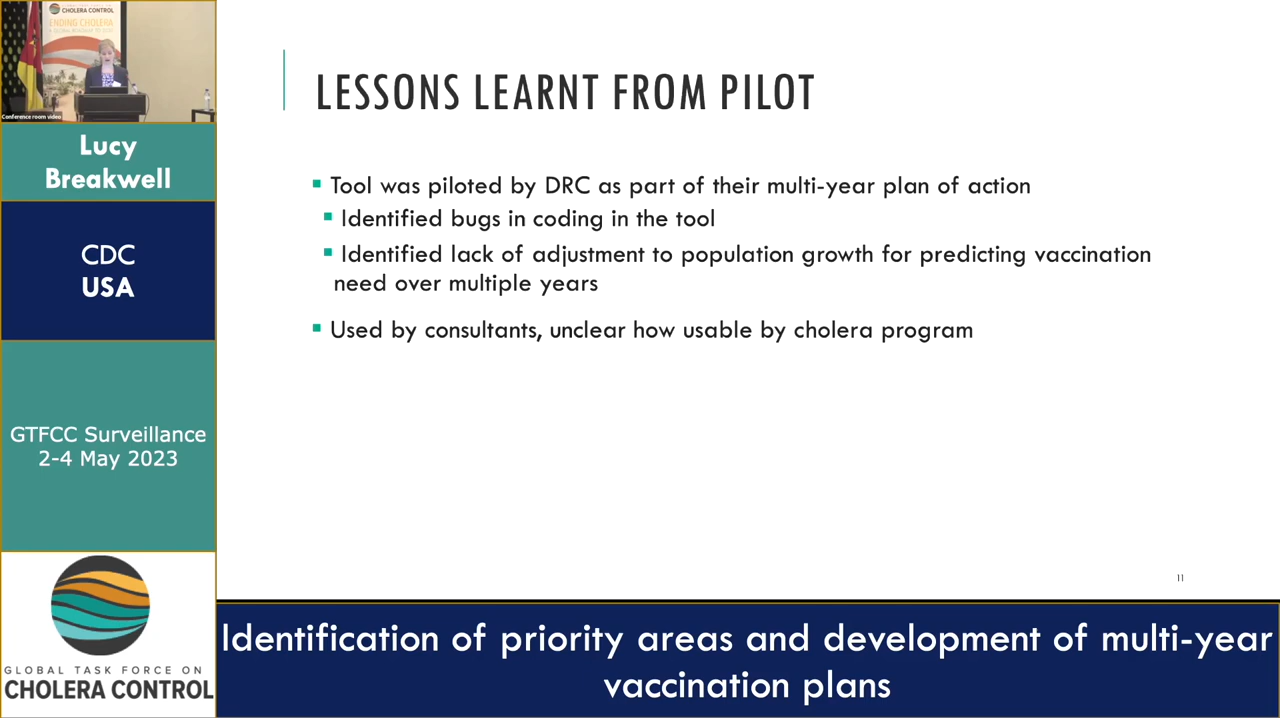 CHOLERA CONTROL
ENDING CHOLERA
A GLOBAL ROADMAP TO 2030
Conference room video
Lucy
Breakwell
CDC
USA
GTFCC Surveillance
2-4 May 2023
GLOBAL TASK FORCE ON
CHOLERA CONTROL
LESSONS LEARNT FROM PILOT
Tool was piloted by DRC as part of their multi-year plan of action
Identified bugs in coding in the tool
Identified lack of adjustment to population growth for predicting vaccination
need over multiple years
Used by consultants, unclear how usable by cholera program
11
Identification of priority areas and development of multi-year
vaccination plans